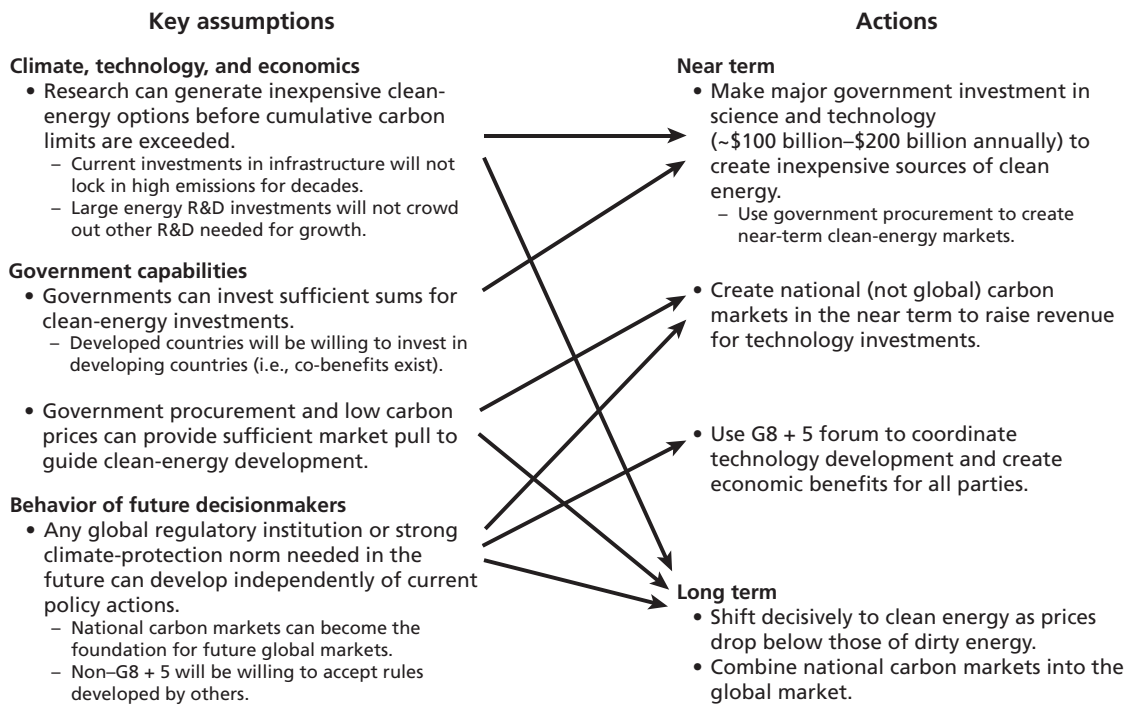 Key assumptions
Climate, technology, and economics
• Research can generate inexpensive clean-
energy options before cumulative carbon
limits are exceeded.
– Current investments in infrastructure will not
lock in high emissions for decades.
– Large energy R&D investments will not crowd
out other R&D needed for growth.
Government capabilities
• Governments can invest sufficient sums for
clean-energy investments.
– Developed countries will be willing to invest in
developing countries (i.e., co-benefits exist).
• Government procurement and low carbon
prices can provide sufficient market pull to
guide clean-energy development.
Behavior of future decisionmakers
• Any global regulatory institution or strong
climate-protection norm needed in the
future can develop independently of current
policy actions.
– National carbon markets can become the
foundation for future global markets.
– Non–G8 + 5 will be willing to accept rules
developed by others.
Actions
Near term
• Make major government investment in
science and technology
(~$100 billion–$200 billion annually) to
create inexpensive sources of clean
energy.
– Use government procurement to create
near-term clean-energy markets.
• Create national (not global) carbon
markets in the near term to raise revenue
for technology investments.
• Use G8 + 5 forum to coordinate
technology development and create
economic benefits for all parties.
Long term
• Shift decisively to clean energy as prices
drop below those of dirty energy.
• Combine national carbon markets into the
global market.